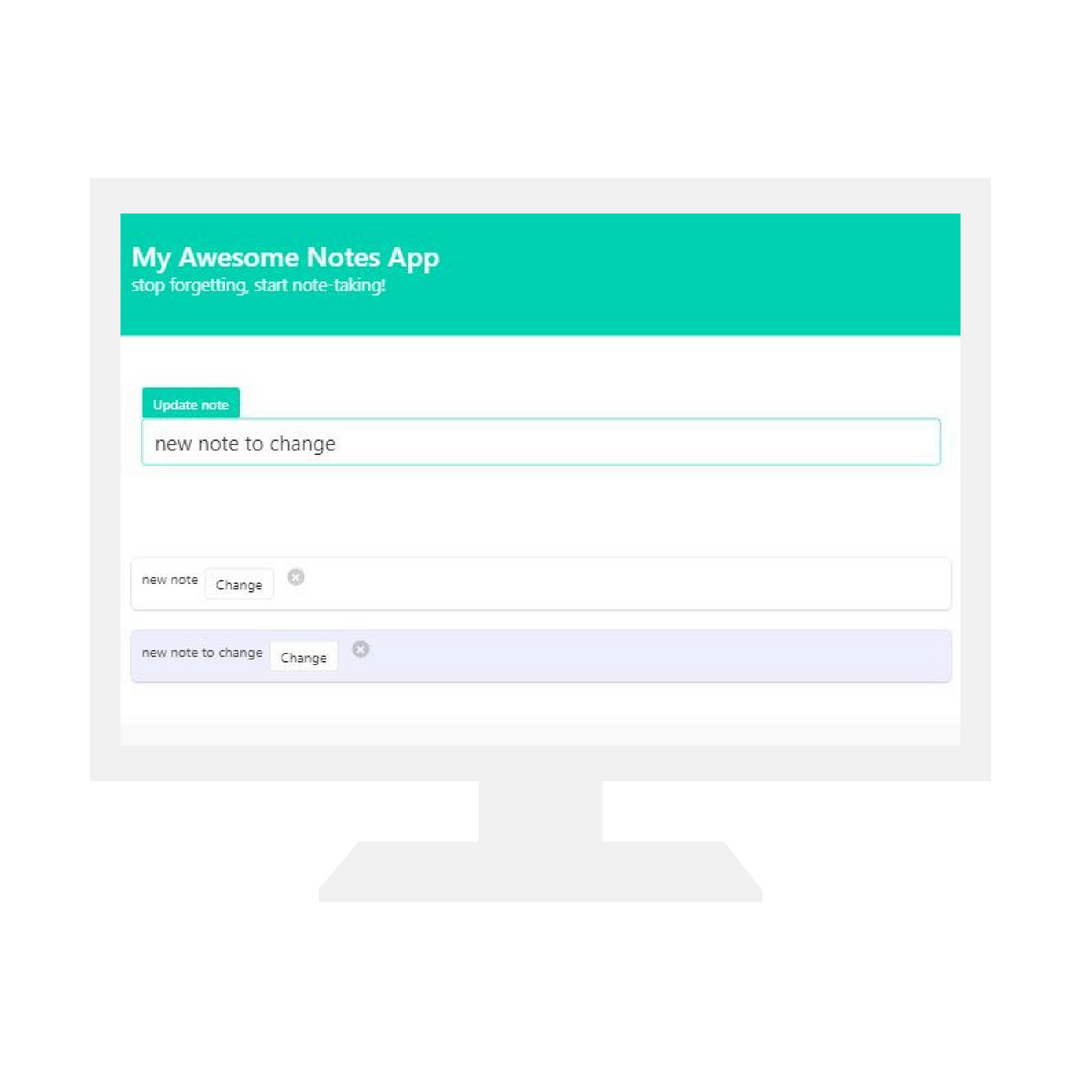 My Awesome Notes App
stop forgetting, start note-taking!
Update note
new note to change
new note Change
new note to change Change